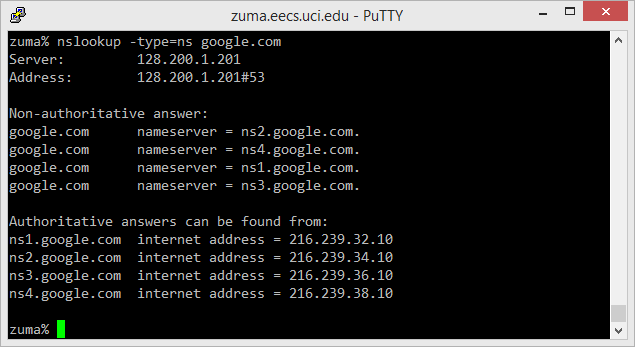 zuma.eecs.uci.edu - PuTTY
zuma% nslookup -type=ns google.com
Server:         128.200.1.201
Address:        128.200.1.201#53
Non-authoritative answer:
google.com      nameserver = ns2.google.com.
google.com      nameserver = ns4.google.com.
google.com      nameserver = ns1.google.com.
google.com      nameserver = ns3.google.com.
Authoritative answers can be found from:
ns1.google.com  internet address = 216.239.32.10
ns2.google.com  internet address = 216.239.34.10
ns3.google.com  internet address = 216.239.36.10
ns4.google.com  internet address = 216.239.38.10
zuma%